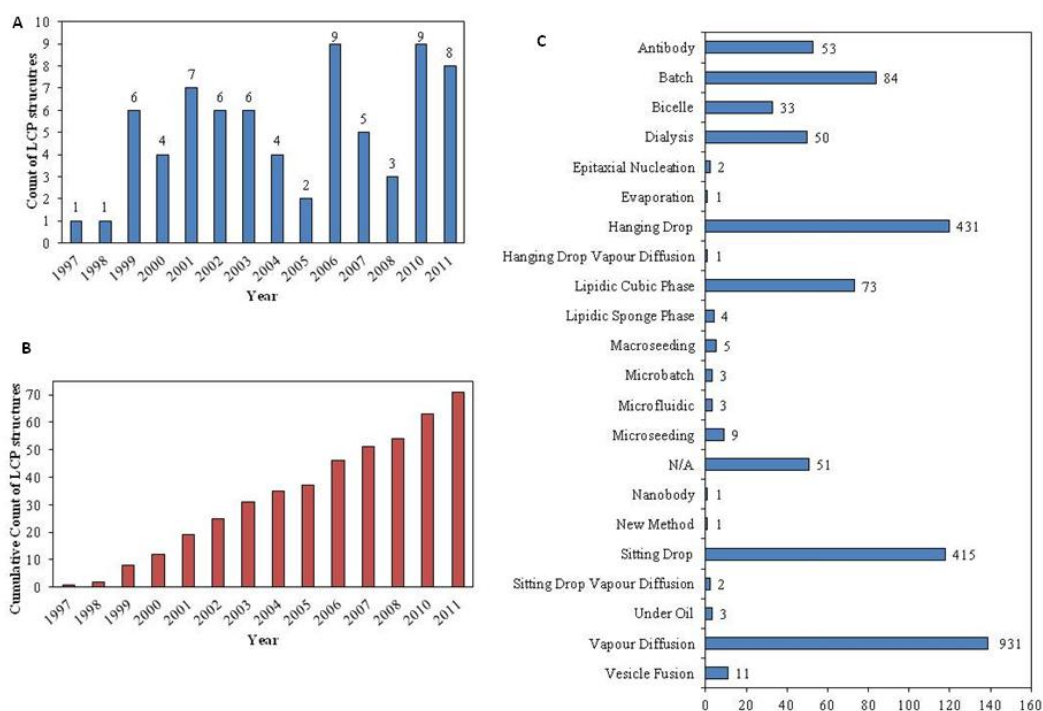 A
Count of LCP strucutres
10
9
8
7
6
5
4
3
2
1
0
1
1
6
4
7
6
6
4
2
9
5
3
9
8
1997
1998
1999
2000
2001
2002
2003
2004
2005
2006
2007
2008
2010
2011
Year
B
Cumulative Count of LCP structures
70
60
50
40
30
20
10
0
1997
1998
1999
2000
2001
2002
2003
2004
2005
2006
2007
2008
2010
2011
Year
C
Antibody 53
Batch 84
Bicelle 33
Dialysis 50
Epitaxial Nucleation 2
Evaporation 1
Hanging Drop 431
Hanging Drop Vapour Diffusion 1
Lipidic Cubic Phase 73
Lipidic Sponge Phase 4
Macroseeding 5
Microbatch 3
Microfluidic 3
Microseeding 9
N/A 51
Nanobody 1
New Method 1
Sitting Drop 415
Sitting Drop Vapour Diffusion 2
Under Oil 3
Vapour Diffusion 931
Vesicle Fusion 11
0 20 40 60 80 100 120 140 160